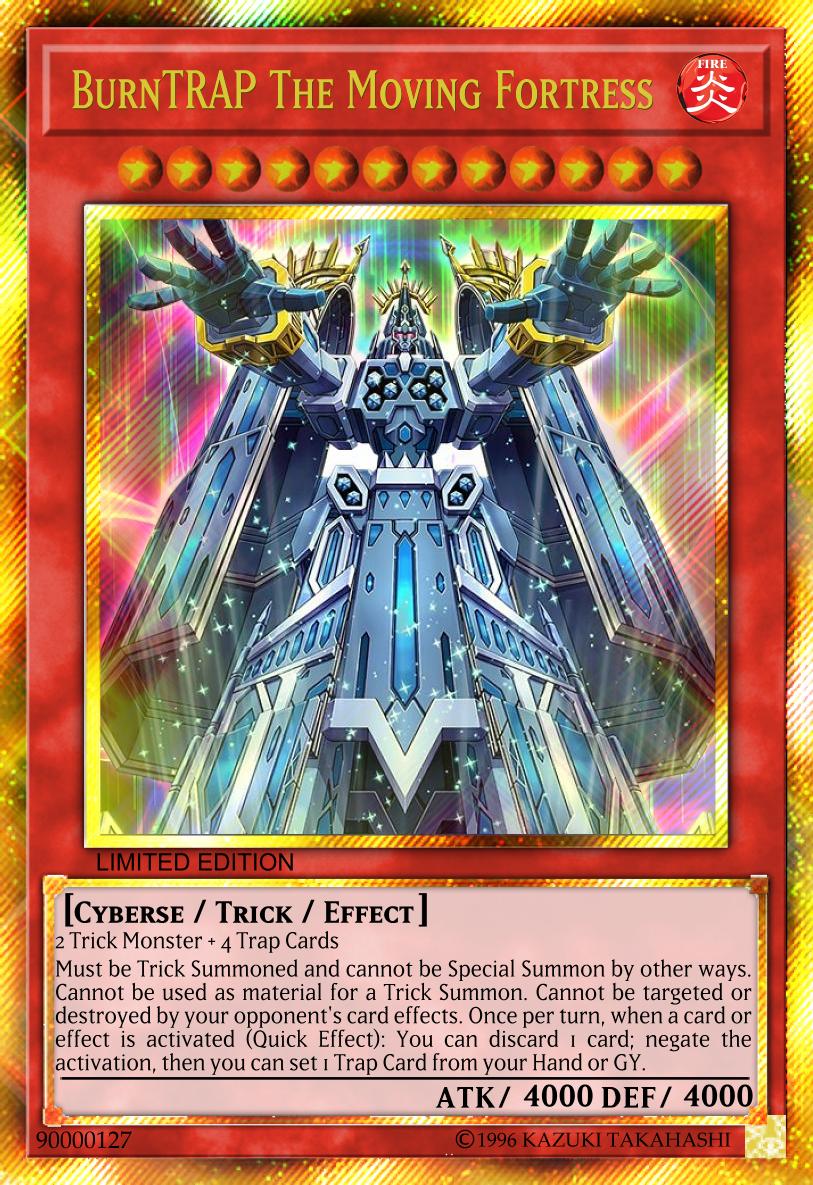 BurnTRAP The Moving Fortress
FIRE
炎
LIMITED EDITION
[Cyberse / Trick / Effect]
2 Trick Monster + 4 Trap Cards
Must be Trick Summoned and cannot be Special Summon by other ways.
Cannot be used as material for a Trick Summon. Cannot be targeted or
destroyed by your opponent's card effects. Once per turn, when a card or
effect is activated (Quick Effect): You can discard 1 card; negate the
activation, then you can set 1 Trap Card from your Hand or GY.
ATK/ 4000 DEF/ 4000
90000127
©1996 KAZUKI TAKAHASHI